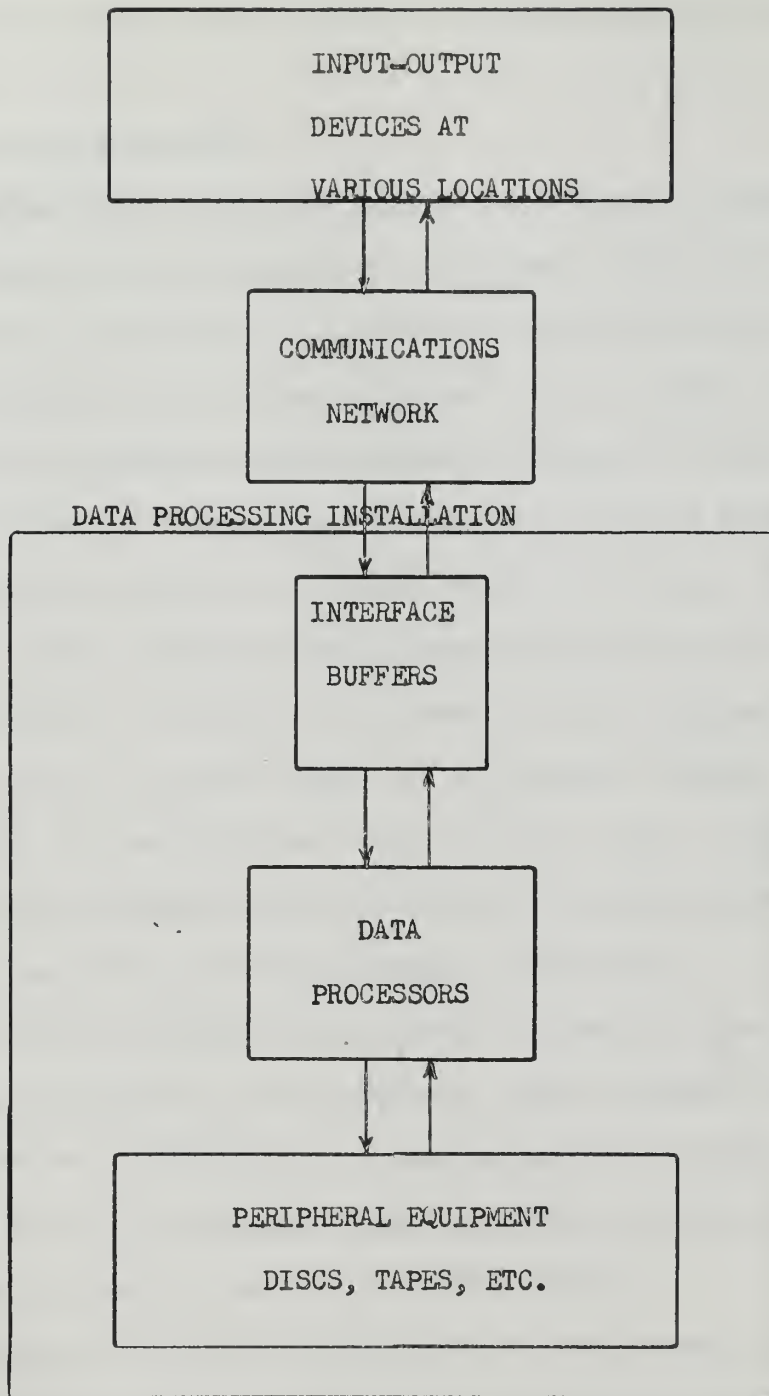 INPUT-OUTPUT
DEVICES AT
VARIOUS LOCATIONS
COMMUNICATIONS
NETWORK
DATA PROCESSING INSTALLATION
INTERFACE
BUFFERS
DATA
PROCESSORS
PERIPHERAL EQUIPMENT
DISCS, TAPES, ETC.